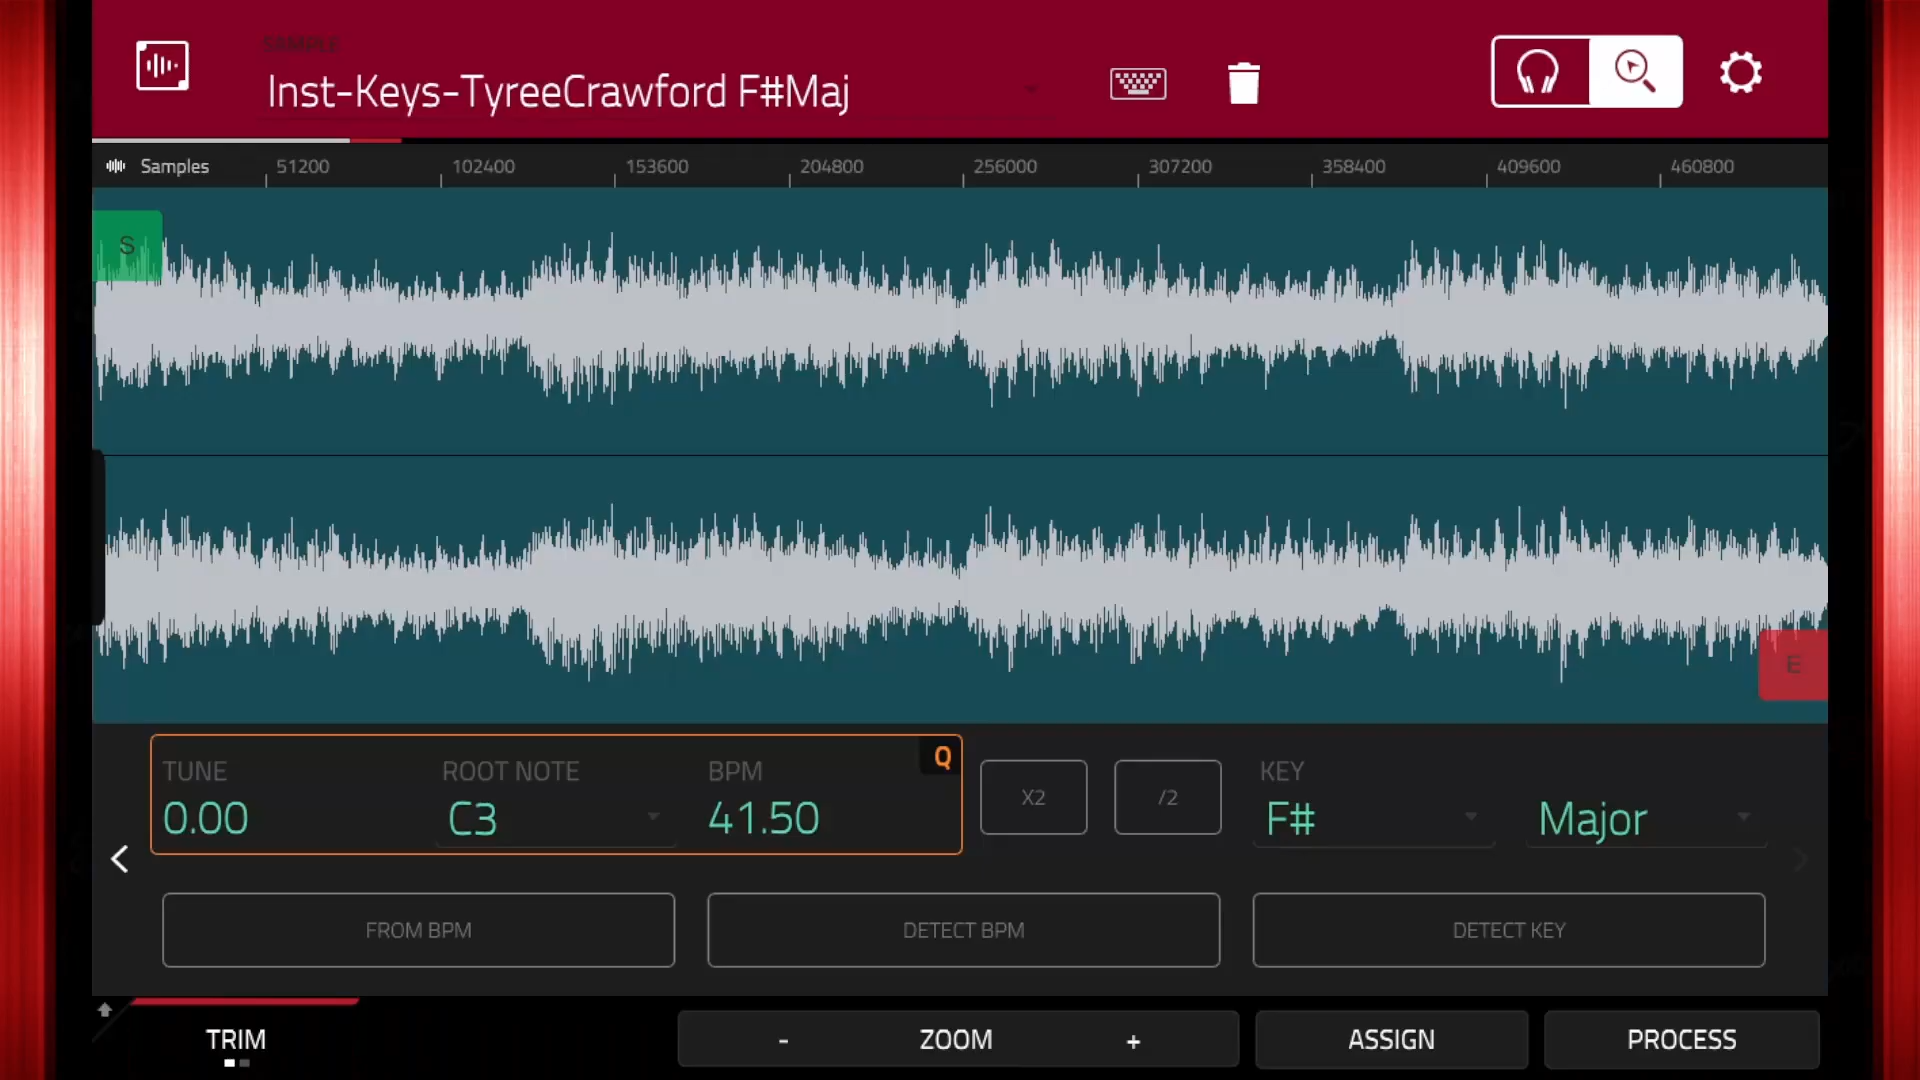 SAMPLE
Inst-Keys-TyreeCrawford F#Maj
Samples 51200 102400 153600 204800 256000 307200 358400 409600 460800
S
E
Q
TUNE ROOT NOTE BPM KEY
0.00 C3 41.50 X2 /2 F# Major
FROM BPM DETECT BPM DETECT KEY
TRIM - ZOOM + ASSIGN PROCESS